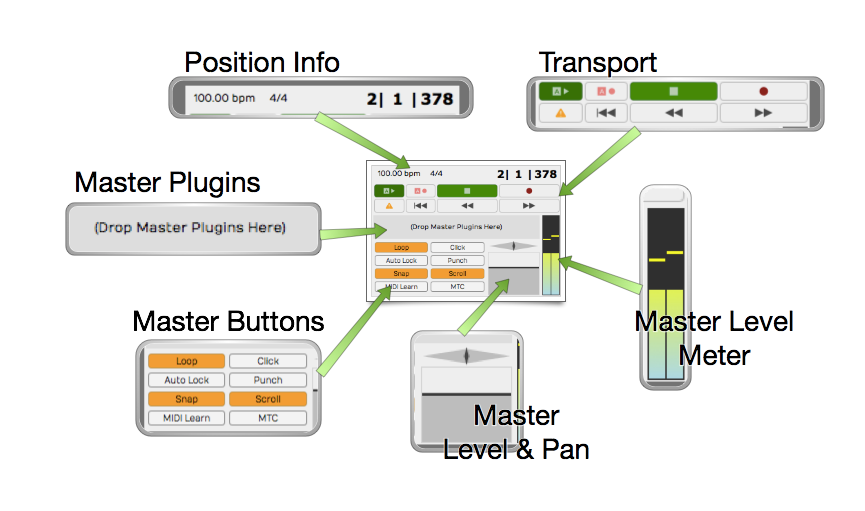 Position Info
Transport
100.00 bpm 4/4 2| 1 |378
A A
Master Plugins
(Drop Master Plugins Here)
100.00 bpm 4/4 2| 1 |378
A A
(Drop Master Plugins Here)
Loop Click
Auto Lock Punch
Snap Scroll
MIDI Learn MTC
Master Buttons
Loop Click
Auto Lock Punch
Snap Scroll
MIDI Learn MTC
Master
Level & Pan
Master Level
Meter